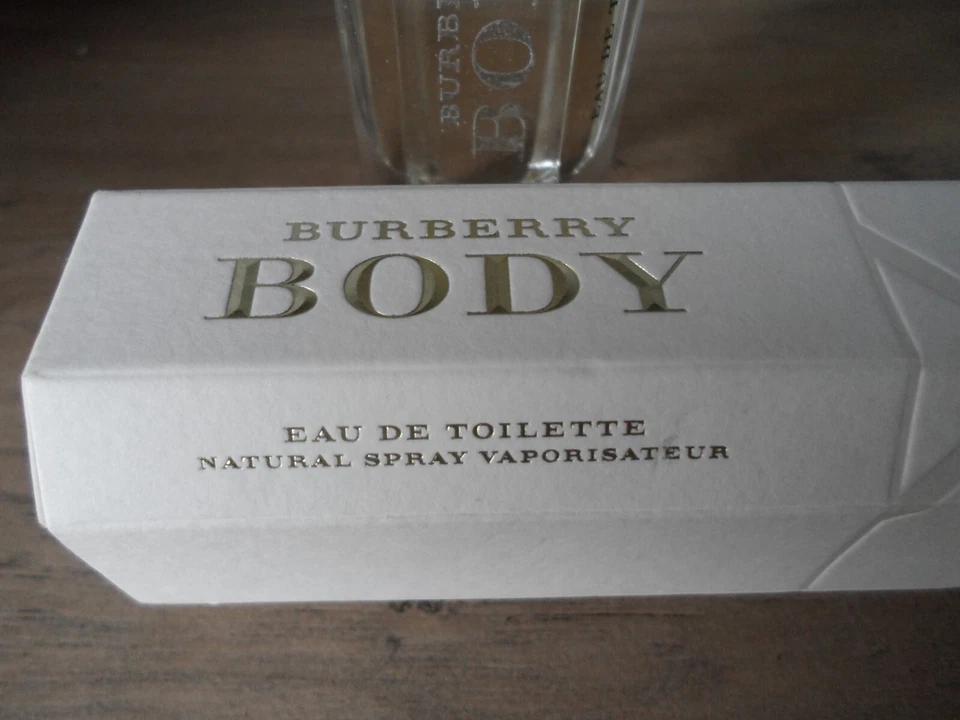 BURBERRY
BODY
EAU DE TOILETTE
NATURAL SPRAY VAPORISATEUR